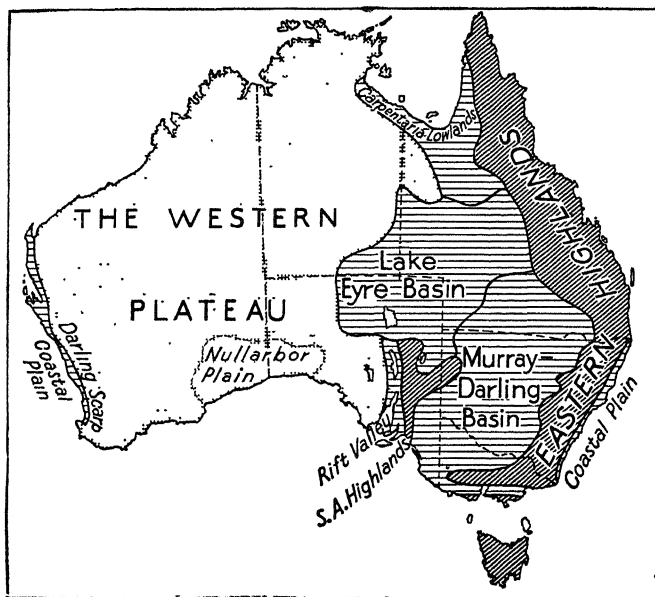 Carpentaria Lowlands
HIGHLANDS
THE WESTERN
PLATEAU
Lake
Eyre Basin
Darling Scarp
Coastal
Plain
Nullarbor
Plain
Murray-
Darling
Basin
EASTERN
Coastal Plain
Rift Valley
S.A. Highlands